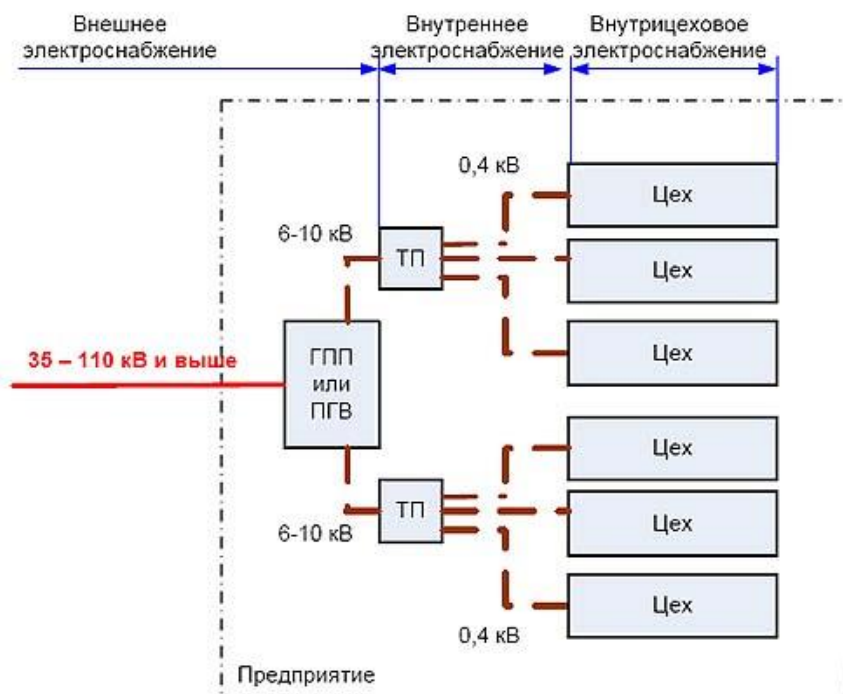 Внешнее
электроснабжение
Внутреннее
электроснабжение
Внутрицеховое
электроснабжение
0,4 кВ
Цех
6-10 кВ
ТП
Цех
35 – 110 кВ и выше
ГПП
или
ПГВ
Цех
Цех
ТП
6-10 кВ
Цех
Цех
0,4 кВ
Предприятие